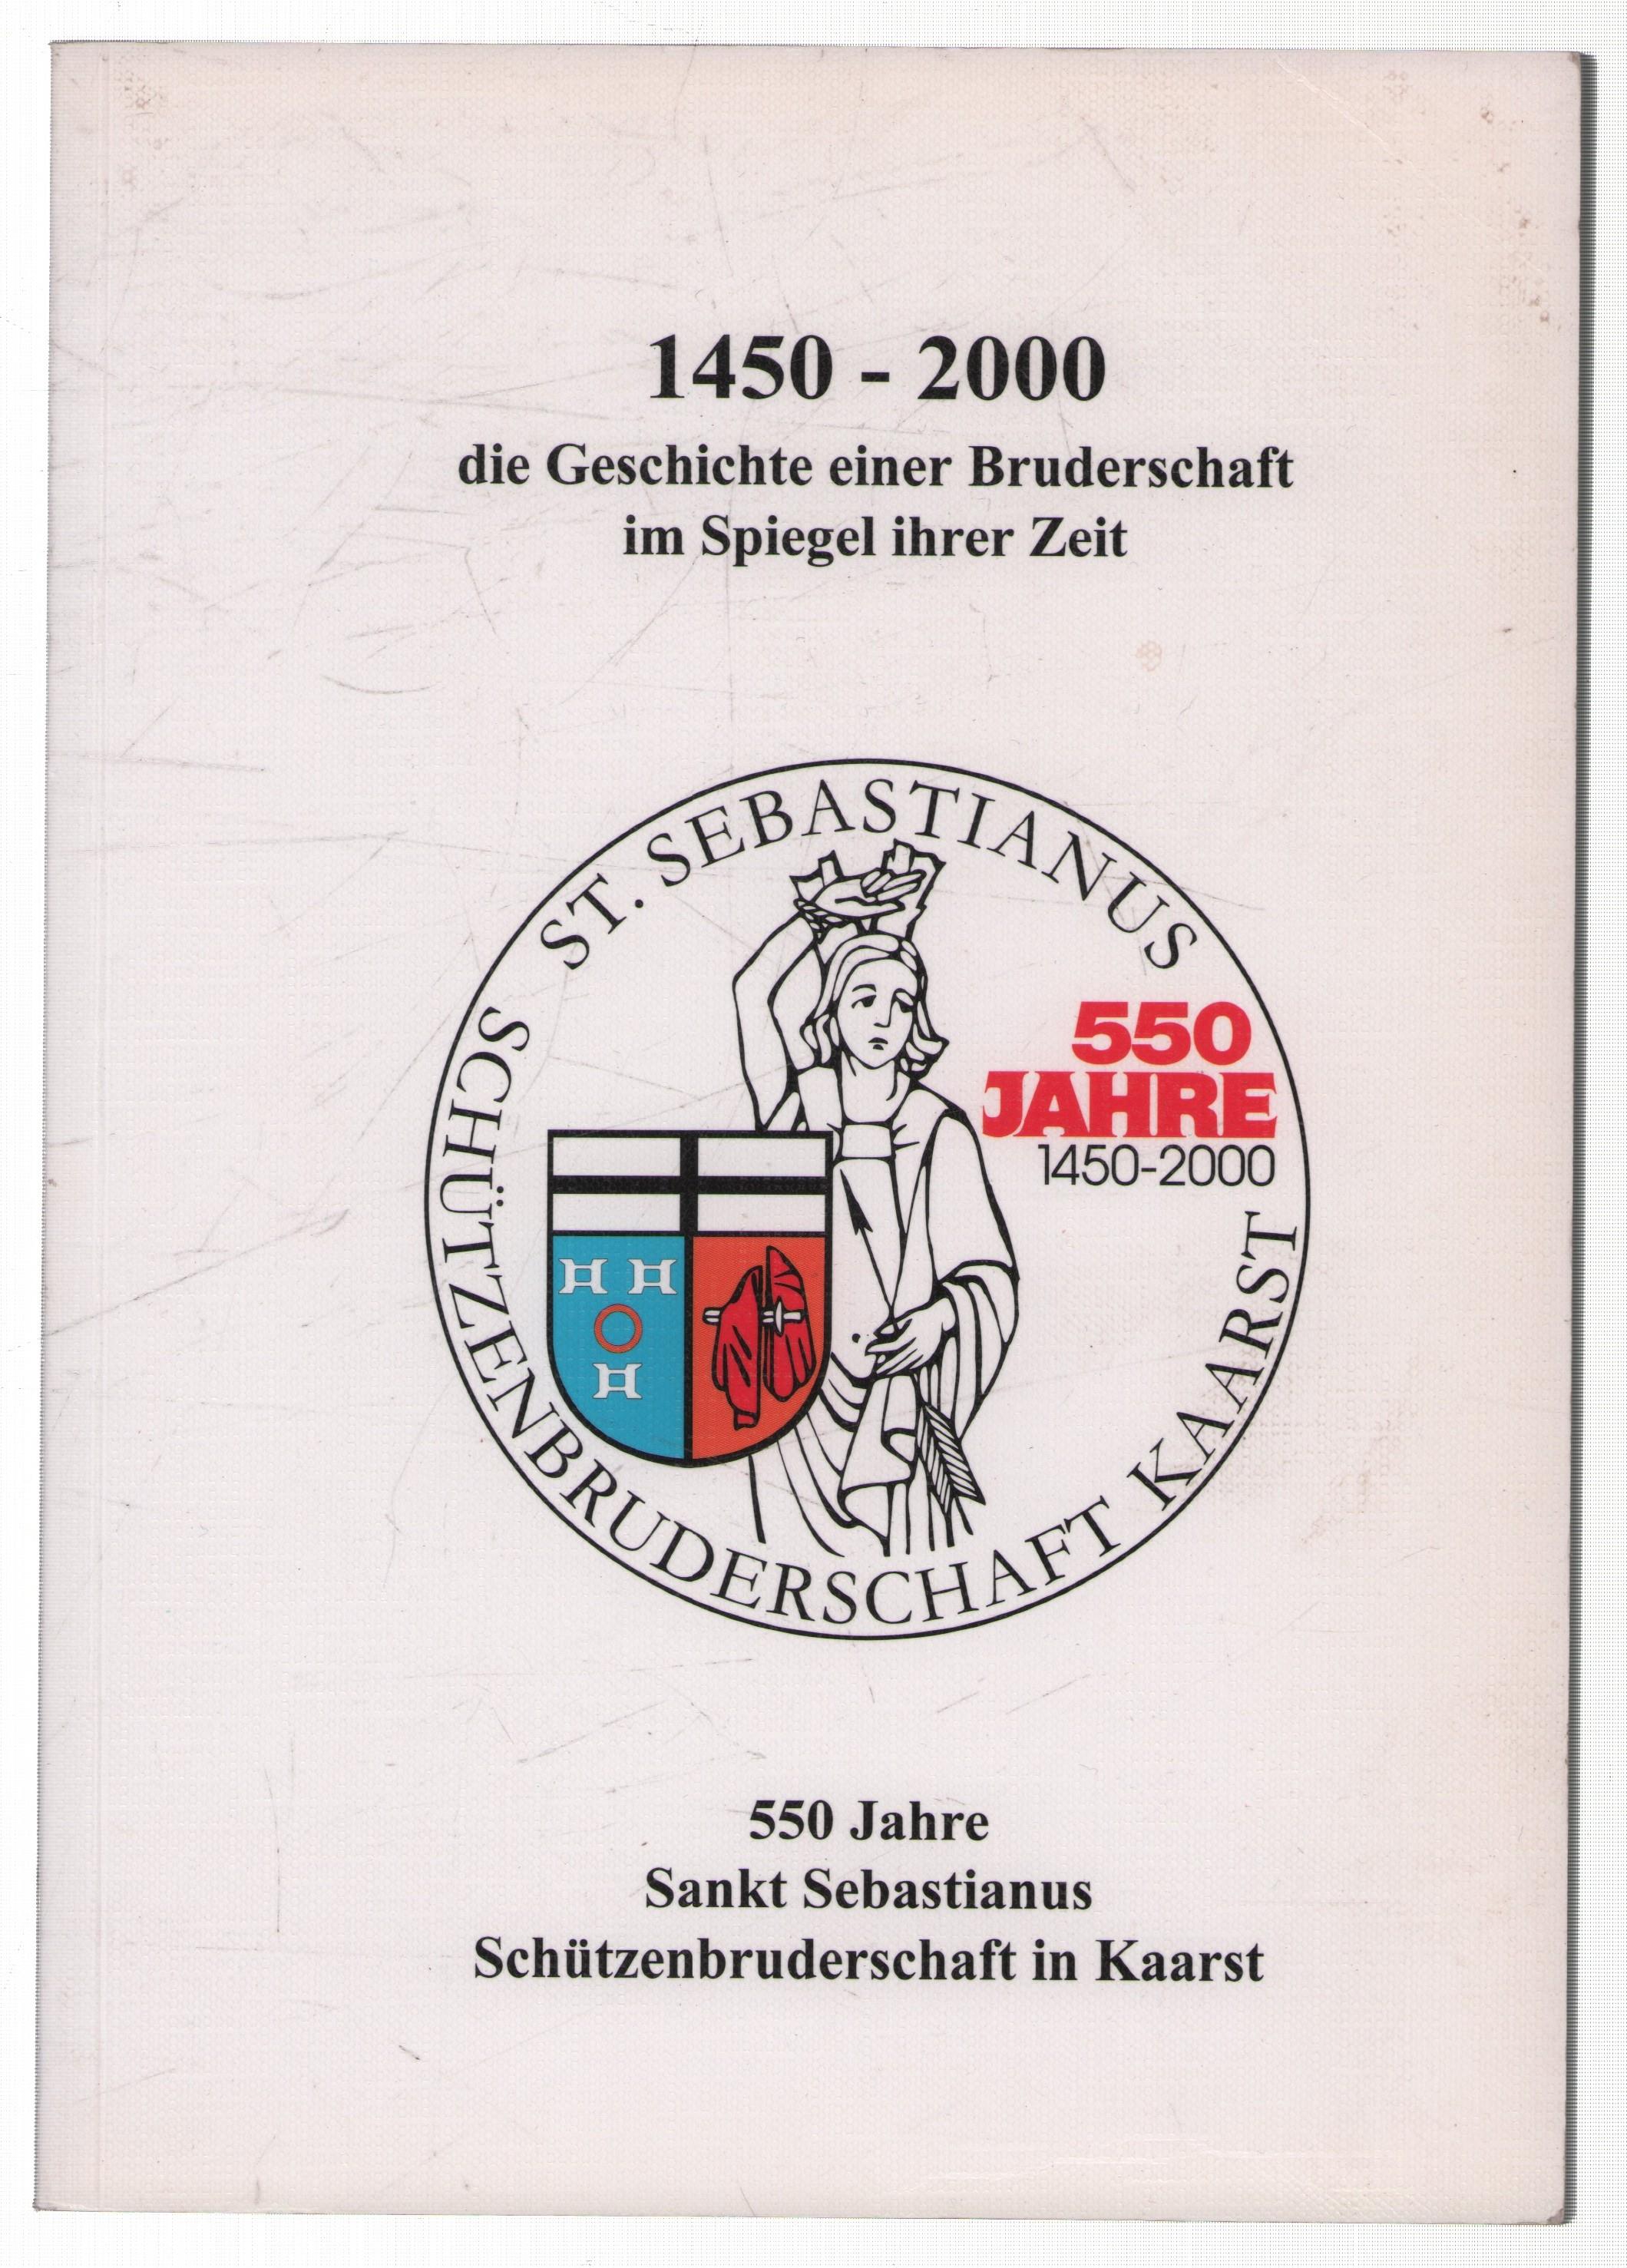 1450 - 2000
die Geschichte einer Bruderschaft
im Spiegel ihrer Zeit
ST. SEBASTIANUS
SCHÜTZENBRUDERSCHAFT KAARST
550
JAHRE
1450-2000
550 Jahre
Sankt Sebastianus
Schützenbruderschaft in Kaarst